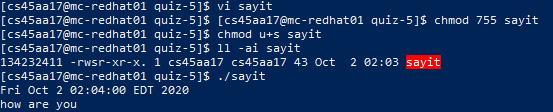 [cs45aa17@mc-redhat01 quiz-5]$ vi sayit
[cs45aa17@mc-redhat01 quiz-5]$ [cs45aa17@mc-redhat01 quiz-5]$ chmod 755 sayit
[cs45aa17@mc-redhat01 quiz-5]$ chmod u+s sayit
[cs45aa17@mc-redhat01 quiz-5]$ ll -ai sayit
134232411 -rwsr-xr-x. 1 cs45aa17 cs45aa17 43 Oct  2 02:03 sayit
[cs45aa17@mc-redhat01 quiz-5]$ ./sayit
Fri Oct 2 02:04:00 EDT 2020
how are you